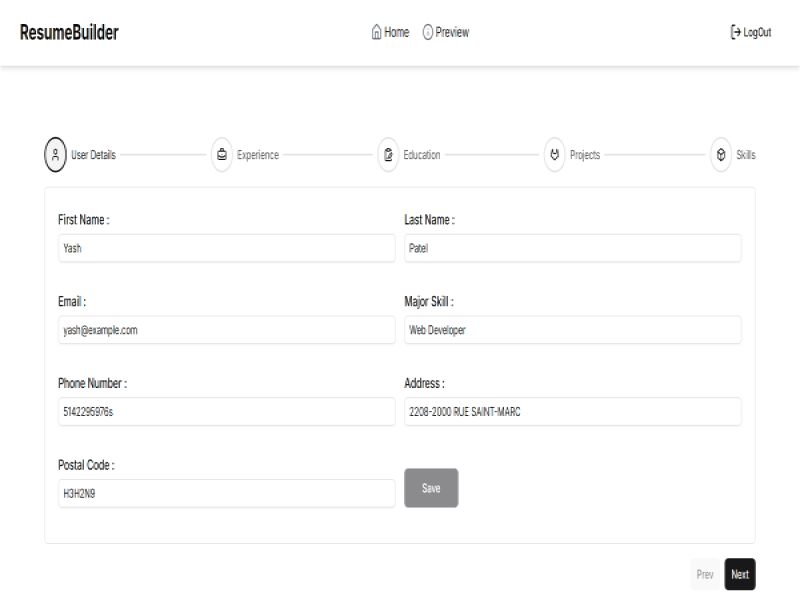 ResumeBuilder
Home Preview
LogOut
User Details Experience Education Projects Skills
First Name : Last Name :
Yash Patel
Email : Major Skill :
yash@example.com Web Developer
Phone Number : Address :
5142295976s 2208-2000 RUE SAINT-MARC
Postal Code :
H3H2N9 Save
Prev Next